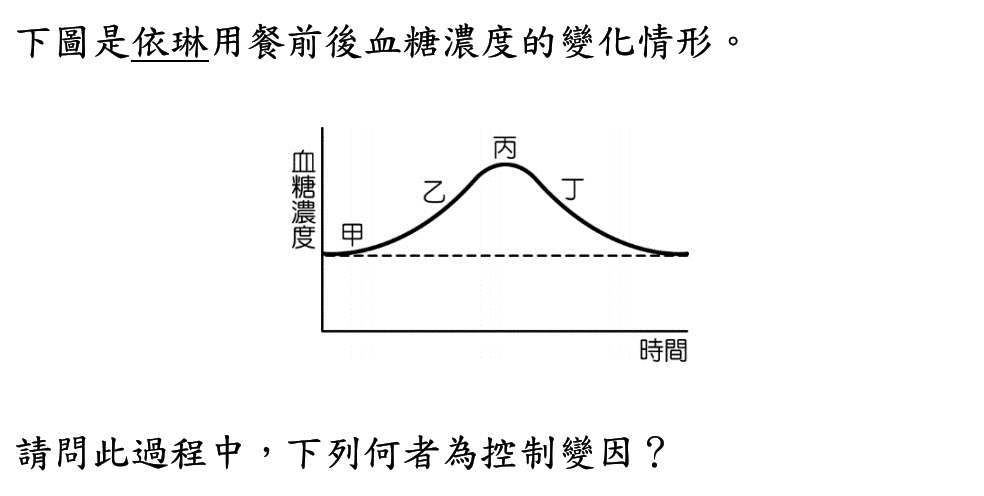 下圖是依琳用餐前後血糖濃度的變化情形。
丙
乙
丁
甲
血糖濃度
時間
請問此過程中，下列何者為控制變因？